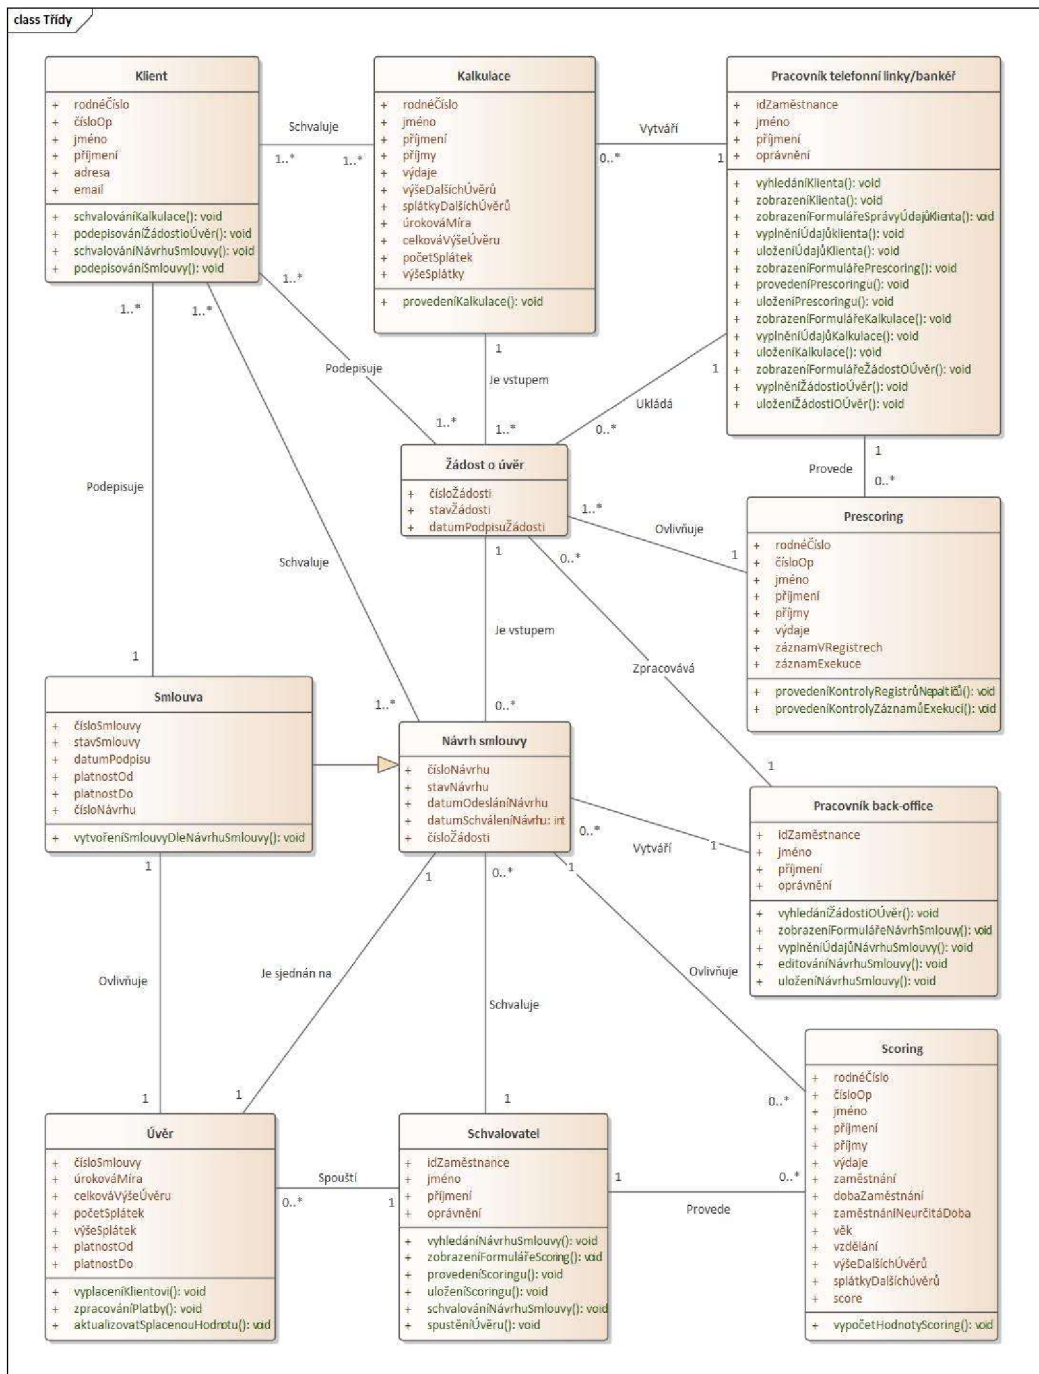 class Třídy
Klient
+ rodnéČíslo
+ čísloOp
+ jméno
+ příjmení
+ adresa
+ email
+ schvalováníKalkulace(): void
+ podepisováníŽádostioÚvěr(): void
+ schvalováníNávrhuSmlouvy(): void
+ podepisováníSmlouvy(): void
Schvaluje
1..*
1..*
Kalkulace
+ rodnéČíslo
+ jméno
+ příjmení
+ příjmy
+ výdaje
+ výšeDalšíchÚvěrů
+ splátkyDalšíchÚvěrů
+ úrokováMíra
+ celkováVýšeÚvěru
+ početSplátek
+ výšeSplátky
+ provedeníKalkulace(): void
Vytváří
0..*
1
Pracovník telefonní linky/bankéř
+ idZaměstnance
+ jméno
+ příjmení
+ oprávnění
+ vyhledáníKlienta(): void
+ zobrazeníKlienta(): void
+ zobrazeníFormulářeSprávyÚdajůKlienta(): void
+ vyplněníÚdajůklienta(): void
+ uloženíÚdajůKlienta(): void
+ zobrazeníFormulářePrescoring(): void
+ provedeníPrescoringu(): void
+ uloženíPrescoringu(): void
+ zobrazeníFormulářeKalkulace(): void
+ vyplněníÚdajůKalkulace(): void
+ uloženíKalkulace(): void
+ zobrazeníFormulářeŽádostOÚvěr(): void
+ vyplněníŽádostioÚvěr(): void
+ uloženíŽádostiOÚvěr(): void
1..*
1..*
1..*
Podepisuje
1..*
1
Je vstupem
1..*
1
Ukládá
0..*
1
Provede
0..*
Žádost o úvěr
+ čísloŽádosti
+ stavŽádosti
+ datumPodpisuŽádosti
1..*
Ovlivňuje
1
Prescoring
+ rodnéČíslo
+ čísloOp
+ jméno
+ příjmení
+ příjmy
+ výdaje
+ záznamVRegistrech
+ záznamExekuce
+ provedeníKontrolyRegistrůNepaltičů(): void
+ provedeníKontrolyZáznamůExekucí(): void
Podepisuje
1
Schvaluje
1..*
1
Je vstupem
0..*
0..*
Zpracovává
1
Smlouva
+ čísloSmlouvy
+ stavSmlouvy
+ datumPodpisu
+ platnostOd
+ platnostDo
+ čísloNávrhu
+ vytvořeníSmlouvyDleNávrhuSmlouvy(): void
Návrh smlouvy
+ čísloNávrhu
+ stavNávrhu
+ datumOdesláníNávrhu
+ datumSchváleníNávrhu: int
+ čísloŽádosti
0..*
Vytváří
1
Pracovník back-office
+ idZaměstnance
+ jméno
+ příjmení
+ oprávnění
+ vyhledáníŽádostiOÚvěr(): void
+ zobrazeníFormulářeNávrhSmlouvy(): void
+ vyplněníÚdajůNávrhuSmlouvy(): void
+ editováníNávrhuSmlouvy(): void
+ uloženíNávrhuSmlouvy(): void
1
Ovlivňuje
1
1
Je sjednán na
1
0..*
Schvaluje
1
1
Ovlivňuje
0..*
Scoring
+ rodnéČíslo
+ čísloOp
+ jméno
+ příjmení
+ příjmy
+ výdaje
+ zaměstnání
+ dobaZaměstnání
+ zaměstnáníNeurčitáDoba
+ věk
+ vzdělání
+ výšeDalšíchÚvěrů
+ splátkyDalšíchúvěrů
+ score
+ vypočetHodnotyScoring(): void
Úvěr
+ čísloSmlouvy
+ úrokováMíra
+ celkováVýšeÚvěru
+ početSplátek
+ výšeSplátek
+ platnostOd
+ platnostDo
+ vyplaceníKlientovi(): void
+ zpracováníPlatby(): void
+ aktualizovatSplacenouHodnotu(): void
Spouští
0..*
1
Schvalovatel
+ idZaměstnance
+ jméno
+ příjmení
+ oprávnění
+ vyhledáníNávrhuSmlouvy(): void
+ zobrazeníFormulářeScoring(): void
+ provedeníScoringu(): void
+ uloženíScoringu(): void
+ schvalováníNávrhuSmlouvy(): void
+ spustěníÚvěru(): void
1
Provede
0..*